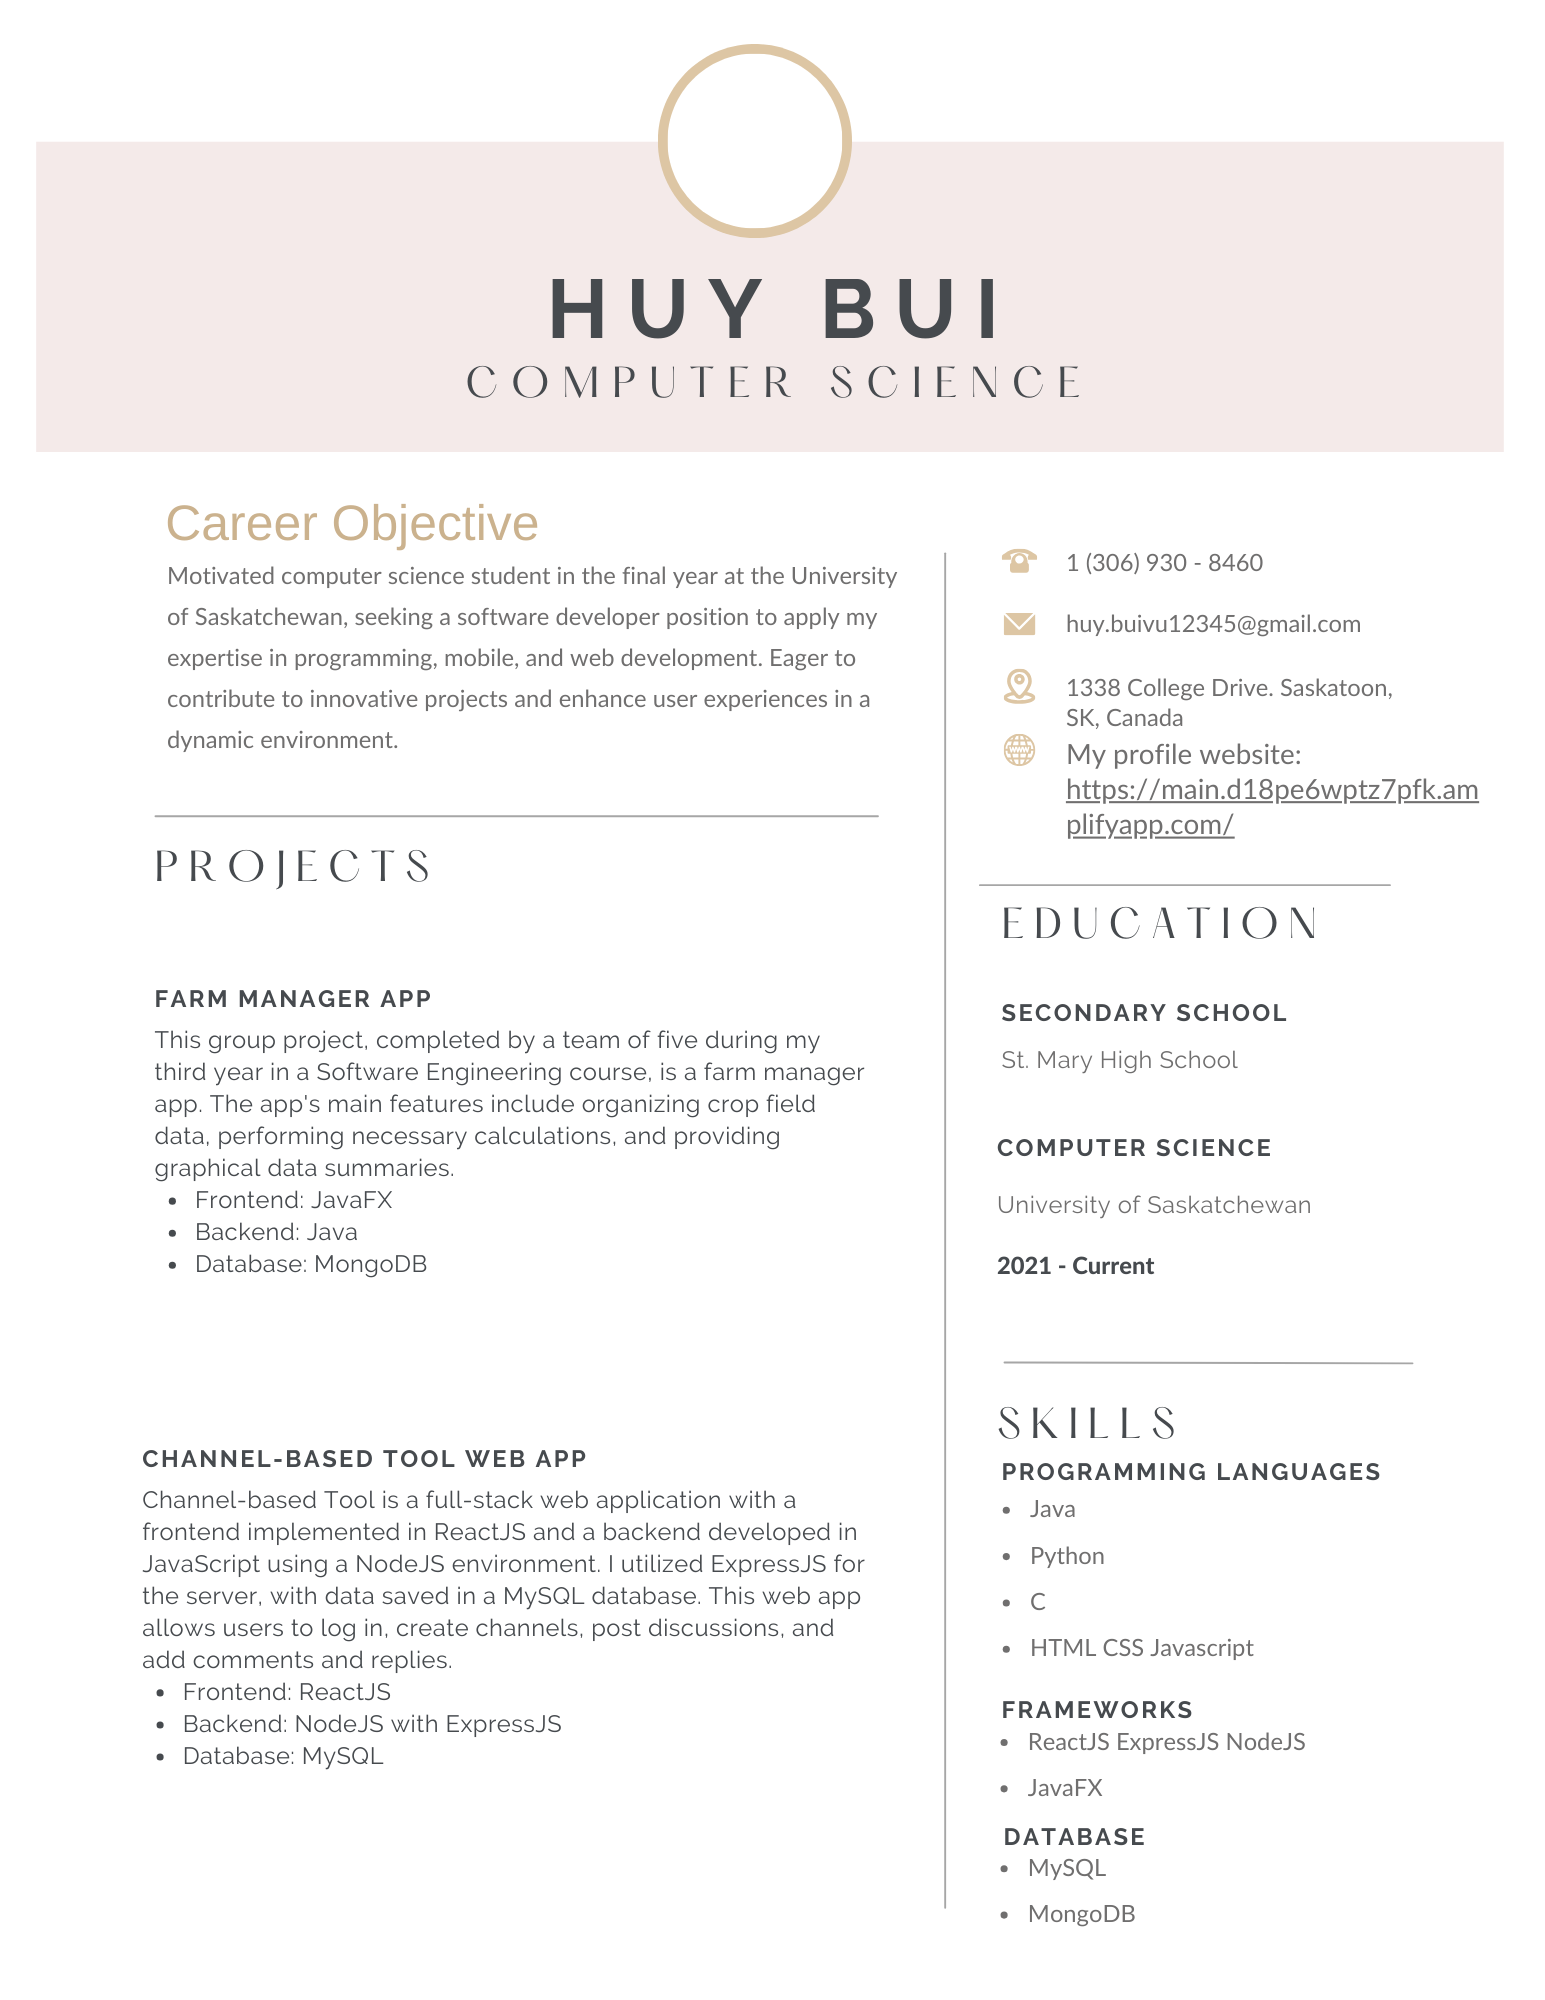 HUY BUI
COMPUTER SCIENCE
Career Objective
Motivated computer science student in the final year at the University
of Saskatchewan, seeking a software developer position to apply my
expertise in programming, mobile, and web development. Eager to
contribute to innovative projects and enhance user experiences in a
dynamic environment.
PROJECTS
FARM MANAGER APP
This group project, completed by a team of five during my
third year in a Software Engineering course, is a farm manager
app. The app's main features include organizing crop field
data, performing necessary calculations, and providing
graphical data summaries.
• Frontend: JavaFX
• Backend: Java
• Database: MongoDB
CHANNEL-BASED TOOL WEB APP
Channel-based Tool is a full-stack web application with a
frontend implemented in ReactJS and a backend developed in
JavaScript using a NodeJS environment. I utilized ExpressJS for
the server, with data saved in a MySQL database. This web app
allows users to log in, create channels, post discussions, and
add comments and replies.
• Frontend: ReactJS
• Backend: NodeJS with ExpressJS
• Database: MySQL
1 (306) 930 - 8460
huy.buivu12345@gmail.com
1338 College Drive. Saskatoon,
SK, Canada
My profile website:
https://main.d18pe6wptz7pfk.am
plifyapp.com/
EDUCATION
SECONDARY SCHOOL
St. Mary High School
COMPUTER SCIENCE
University of Saskatchewan
2021 - Current
SKILLS
PROGRAMMING LANGUAGES
• Java
• Python
• C
• HTML CSS Javascript
FRAMEWORKS
• ReactJS ExpressJS NodeJS
• JavaFX
DATABASE
• MySQL
• MongoDB